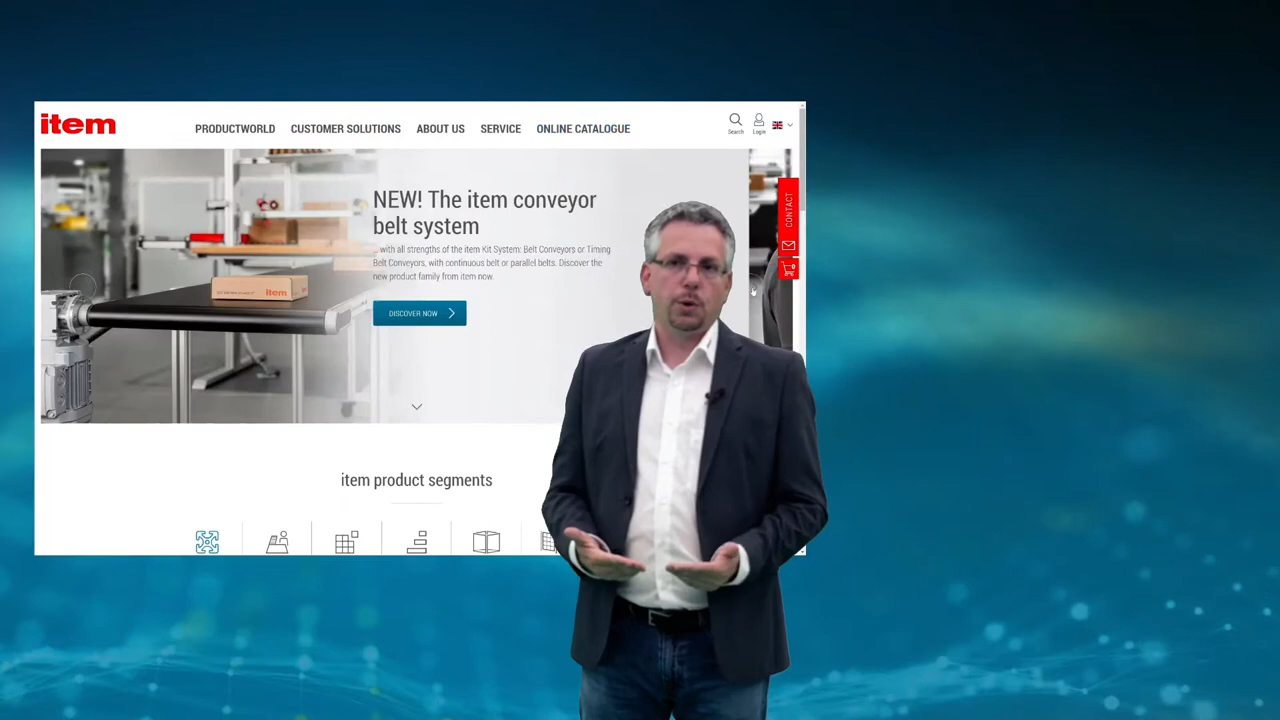 item
PRODUCTWORLD CUSTOMER SOLUTIONS ABOUT US SERVICE ONLINE CATALOGUE
Search
Login
NEW! The item conveyor
belt system
... with all strengths of the item Kit System: Belt Conveyors or Timing
Belt Conveyors, with continuous belt or parallel belts. Discover the
new product family from item now.
DISCOVER NOW
item
CONTACT
0
item product segments